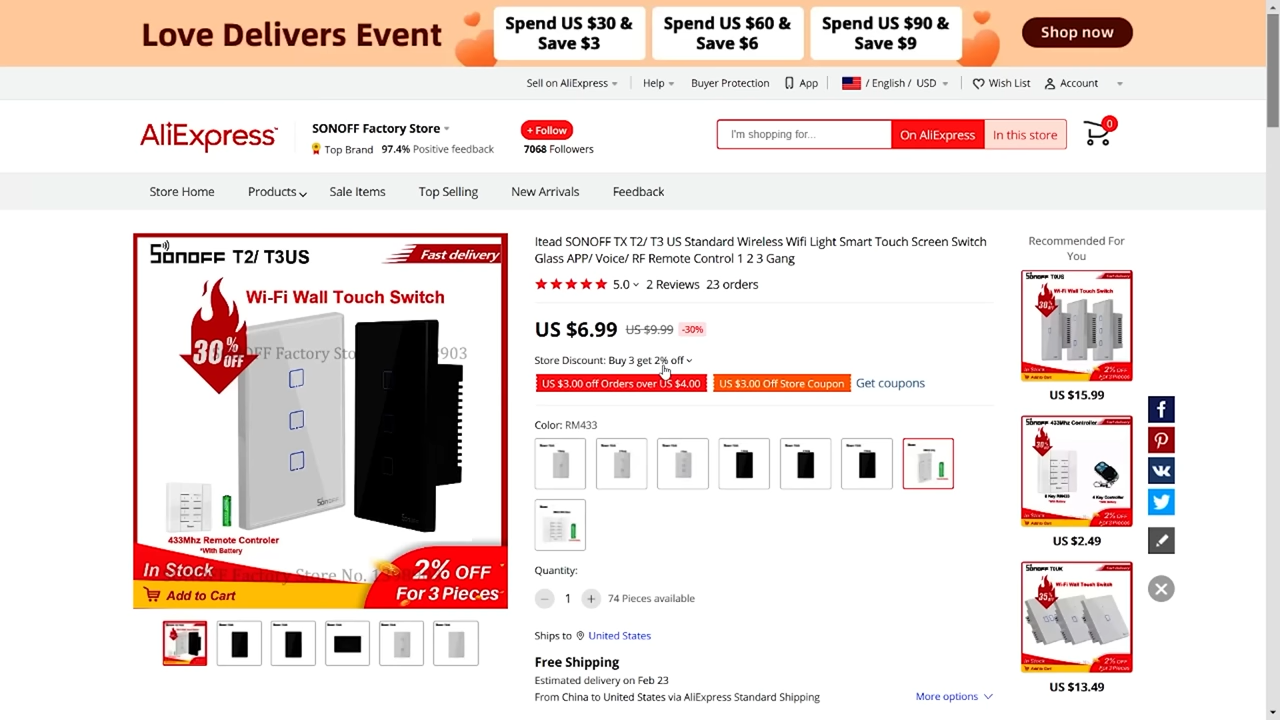 Love Delivers Event
Spend US $30 &
Save $3
Spend US $60 &
Save $6
Spend US $90 &
Save $9
Shop now
Sell on AliExpress
Help
Buyer Protection
App
/ English / USD
Wish List
Account
AliExpress
SONOFF Factory Store
Top Brand 97.4% Positive feedback
+ Follow
7068 Followers
I'm shopping for...
On AliExpress
In this store
0
Store Home
Products
Sale Items
Top Selling
New Arrivals
Feedback
SONOFF T2/ T3US
Fast delivery
Wi-Fi Wall Touch Switch
30% OFF
433Mhz Remote Controler
*With Battery
In Stock
Add to Cart
2% OFF
For 3 Pieces
Itead SONOFF TX T2/ T3 US Standard Wireless Wifi Light Smart Touch Screen Switch
Glass APP/ Voice/ RF Remote Control 1 2 3 Gang
5.0 2 Reviews 23 orders
US $6.99 US $9.99 -30%
Store Discount: Buy 3 get 2% off
US $3.00 off Orders over US $4.00
US $3.00 Off Store Coupon
Get coupons
Color: RM433
Quantity:
− 1 + 74 Pieces available
Ships to United States
Free Shipping
Estimated delivery on Feb 23
From China to United States via AliExpress Standard Shipping
More options
Recommended For
You
US $15.99
US $2.49
US $13.49